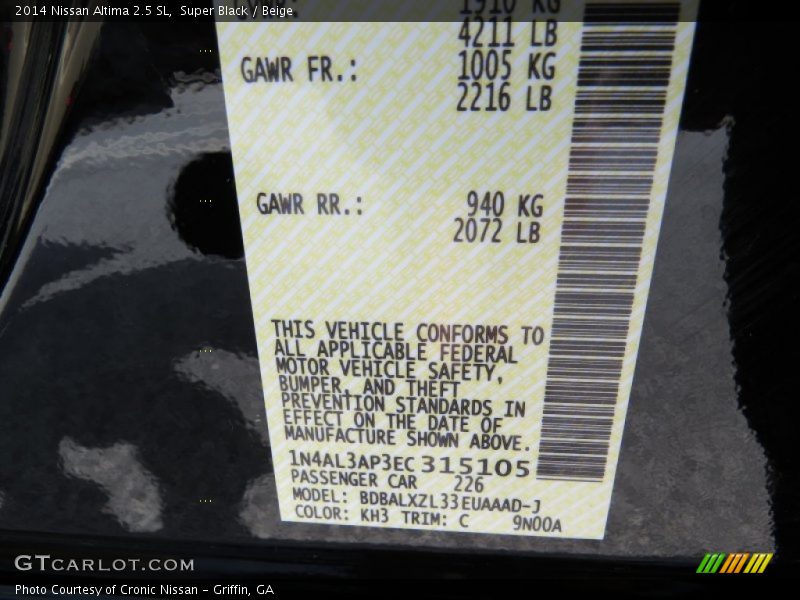 2014 Nissan Altima 2.5 SL, Super Black / Beige
1910 KG
4211 LB
GAWR FR.: 1005 KG
2216 LB
GAWR RR.: 940 KG
2072 LB
THIS VEHICLE CONFORMS TO
ALL APPLICABLE FEDERAL
MOTOR VEHICLE SAFETY,
BUMPER, AND THEFT
PREVENTION STANDARDS IN
EFFECT ON THE DATE OF
MANUFACTURE SHOWN ABOVE.
1N4AL3AP3EC315105
PASSENGER CAR 226
MODEL: BDBALXZL33EUAAAD-J
COLOR: KH3 TRIM: C 9N00A
GTCARLOT.COM
Photo Courtesy of Cronic Nissan - Griffin, GA